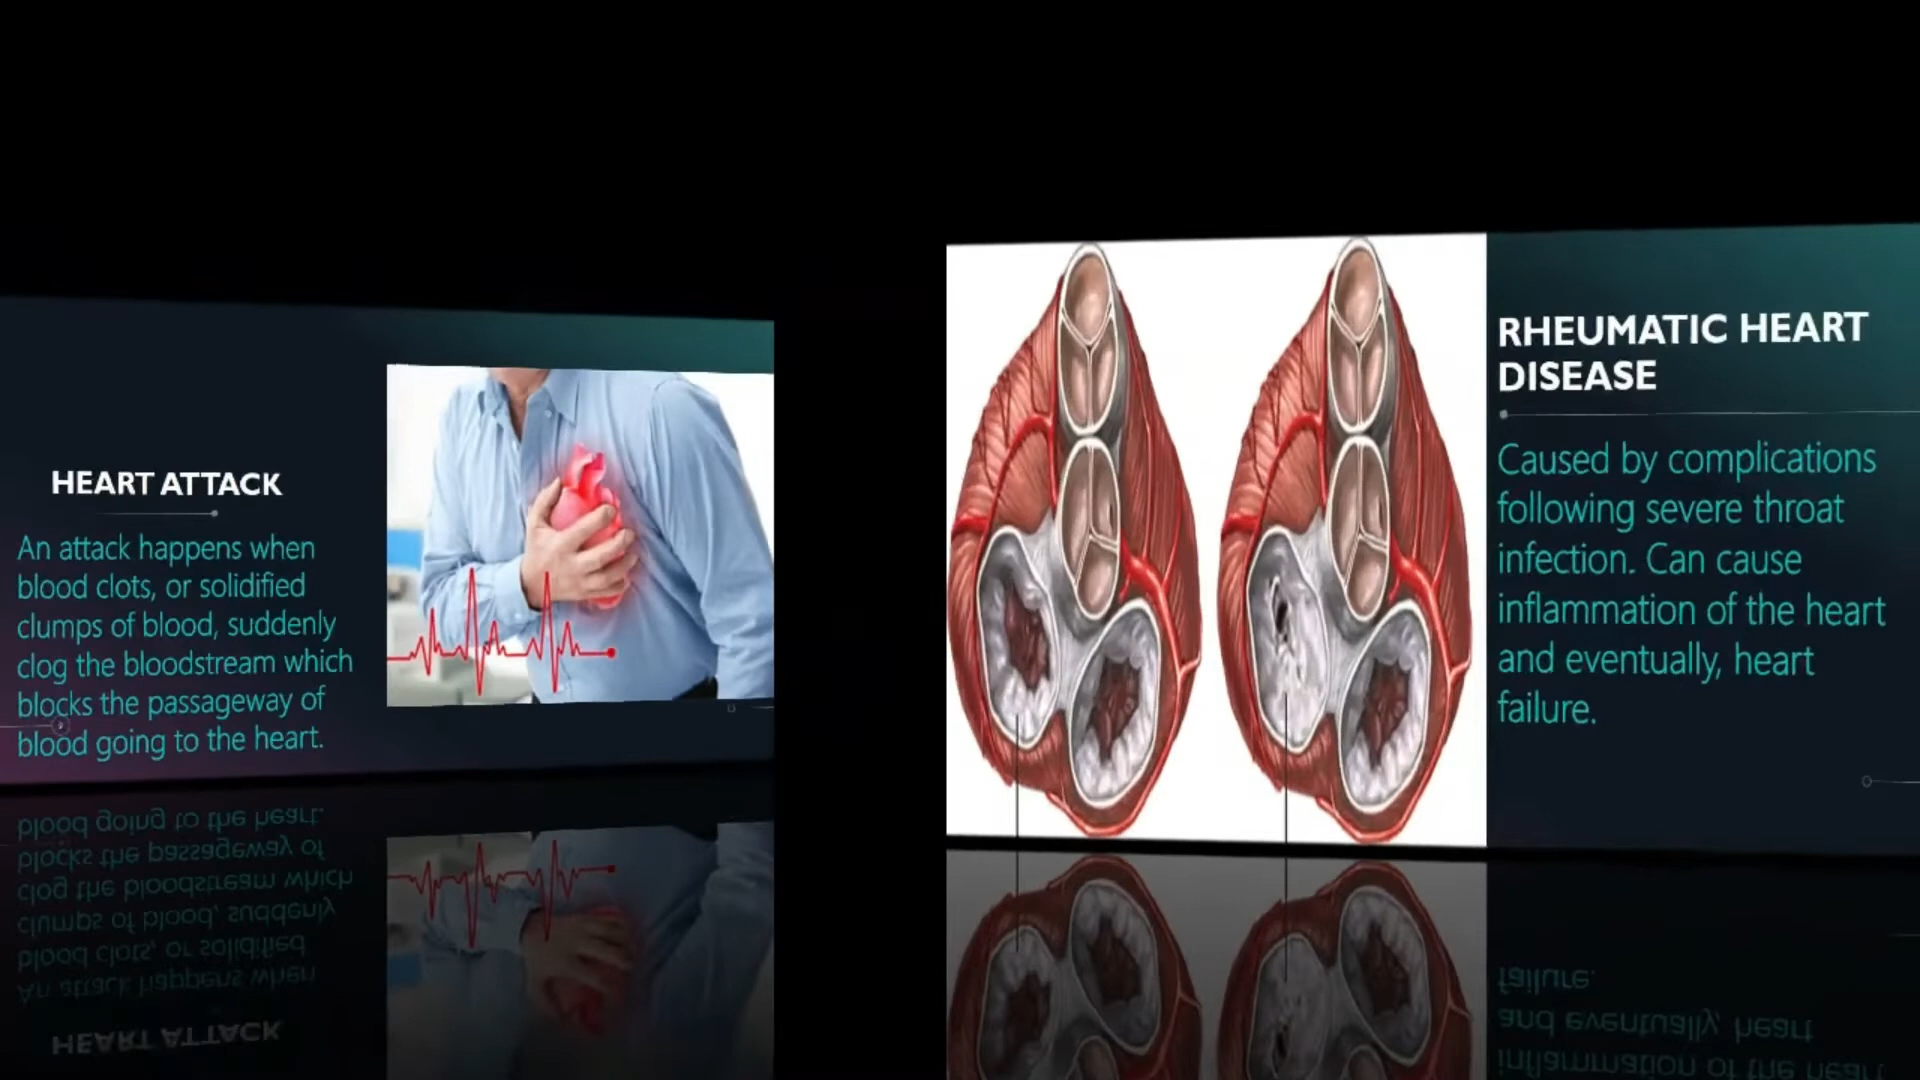 HEART ATTACK
An attack happens when
blood clots, or solidified
clumps of blood, suddenly
clog the bloodstream which
blocks the passageway of
blood going to the heart.
RHEUMATIC HEART
DISEASE
Caused by complications
following severe throat
infection. Can cause
inflammation of the heart
and eventually, heart
failure.